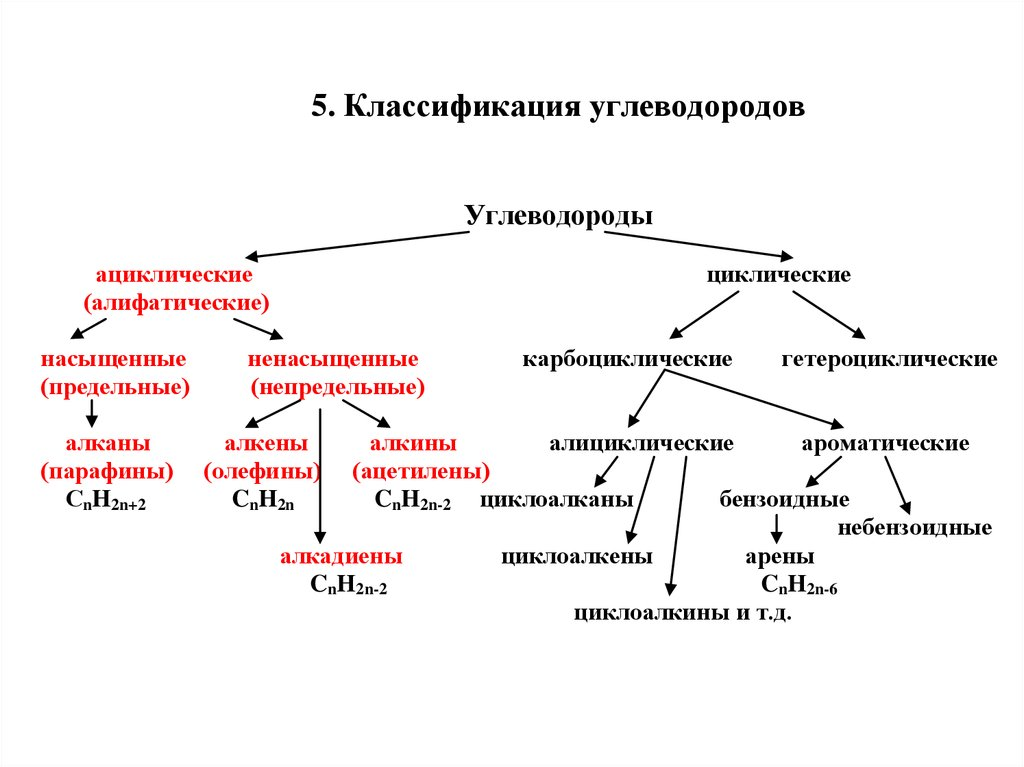 5. Классификация углеводородов
Углеводороды
ациклические
(алифатические)
циклические
насыщенные
(предельные)
ненасыщенные
(непредельные)
карбоциклические
гетероциклические
алканы
(парафины)
CnH2n+2
алкены
(олефины)
CnH2n
алкины
(ацетилены)
CnH2n-2
алкадиены
CnH2n-2
алициклические
ароматические
циклоалканы
циклоалкены
циклоалкины и т.д.
бензоидные
небензоидные
арены
CnH2n-6